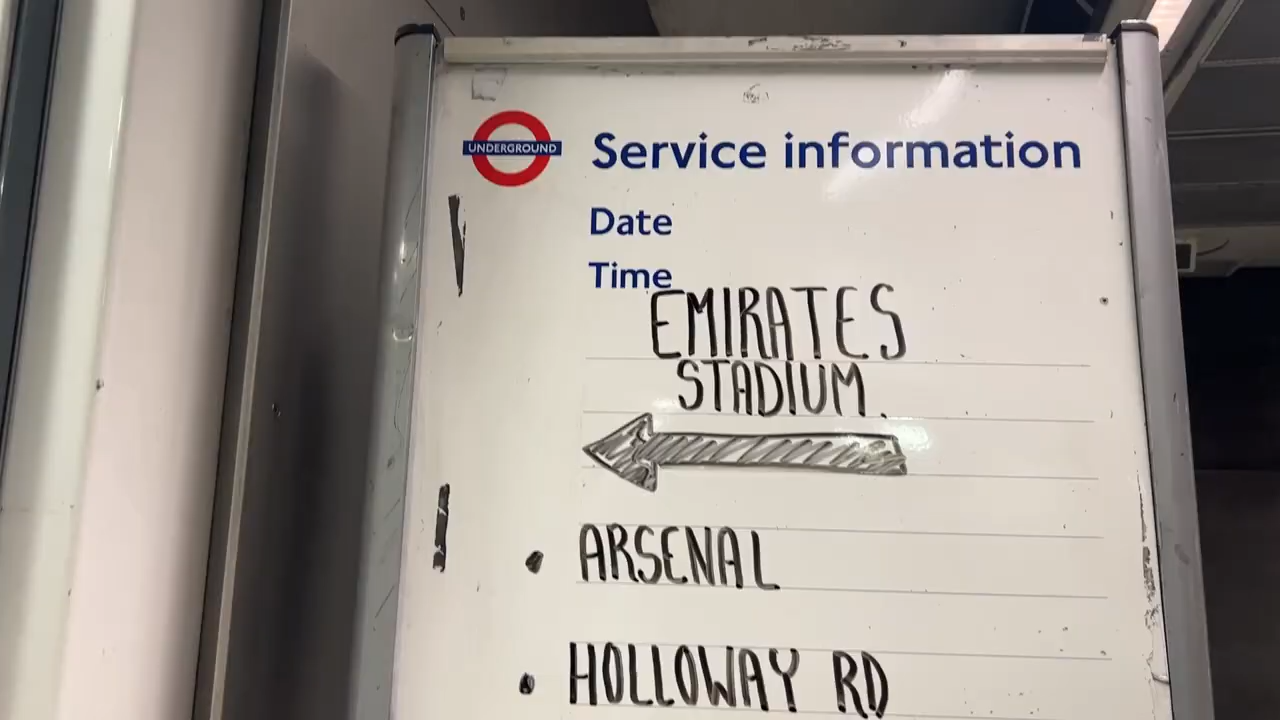 UNDERGROUND
Service information
Date
Time
EMIRATES
STADIUM.
• ARSENAL
• HOLLOWAY RD